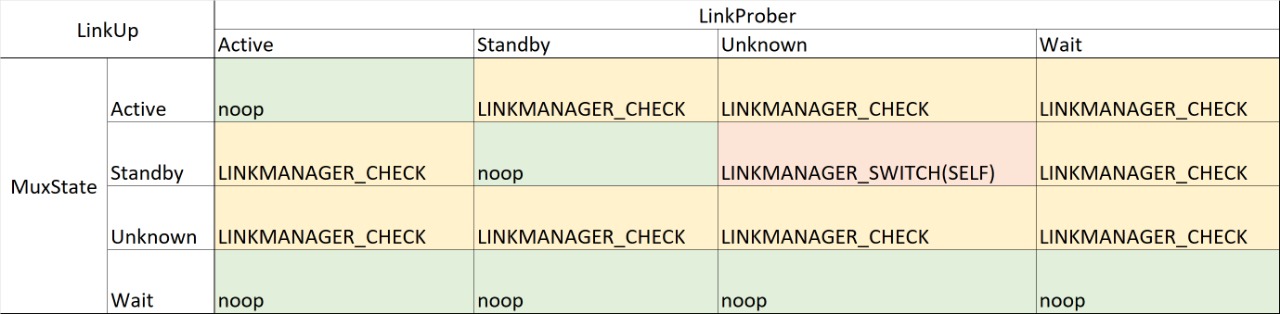 LinkUp LinkProber
Active Standby Unknown Wait
MuxState Active noop LINKMANAGER_CHECK LINKMANAGER_CHECK LINKMANAGER_CHECK
Standby LINKMANAGER_CHECK noop LINKMANAGER_SWITCH(SELF) LINKMANAGER_CHECK
Unknown LINKMANAGER_CHECK LINKMANAGER_CHECK LINKMANAGER_CHECK LINKMANAGER_CHECK
Wait noop noop noop noop